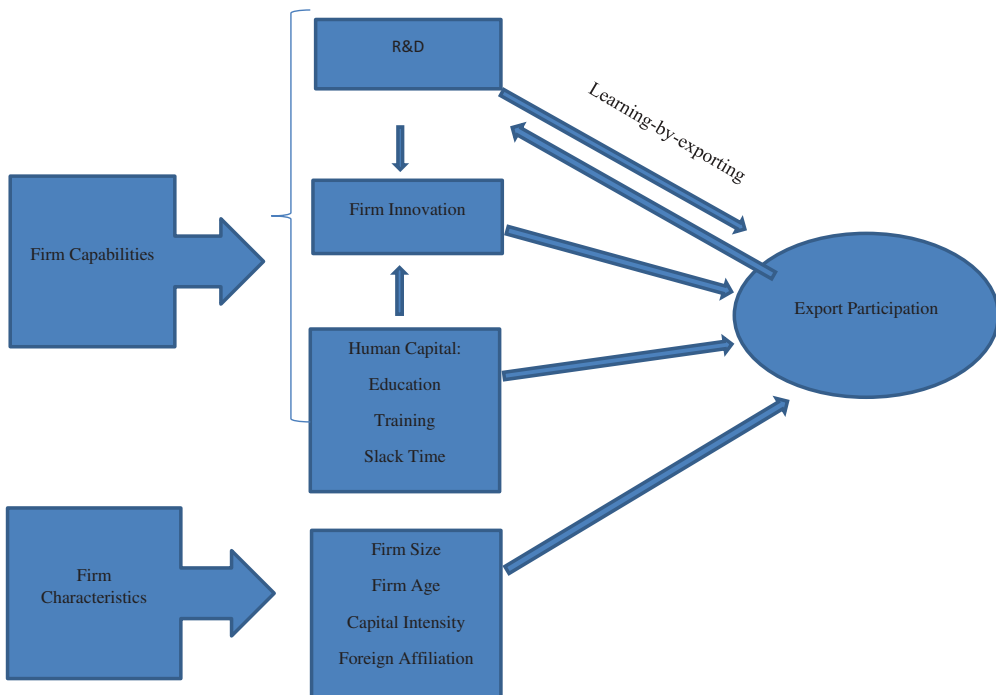 R&D
Learning-by-exporting
Firm Innovation
Firm Capabilities
Export Participation
Human Capital:
Education
Training
Slack Time
Firm
Characteristics
Firm Size
Firm Age
Capital Intensity
Foreign Affiliation